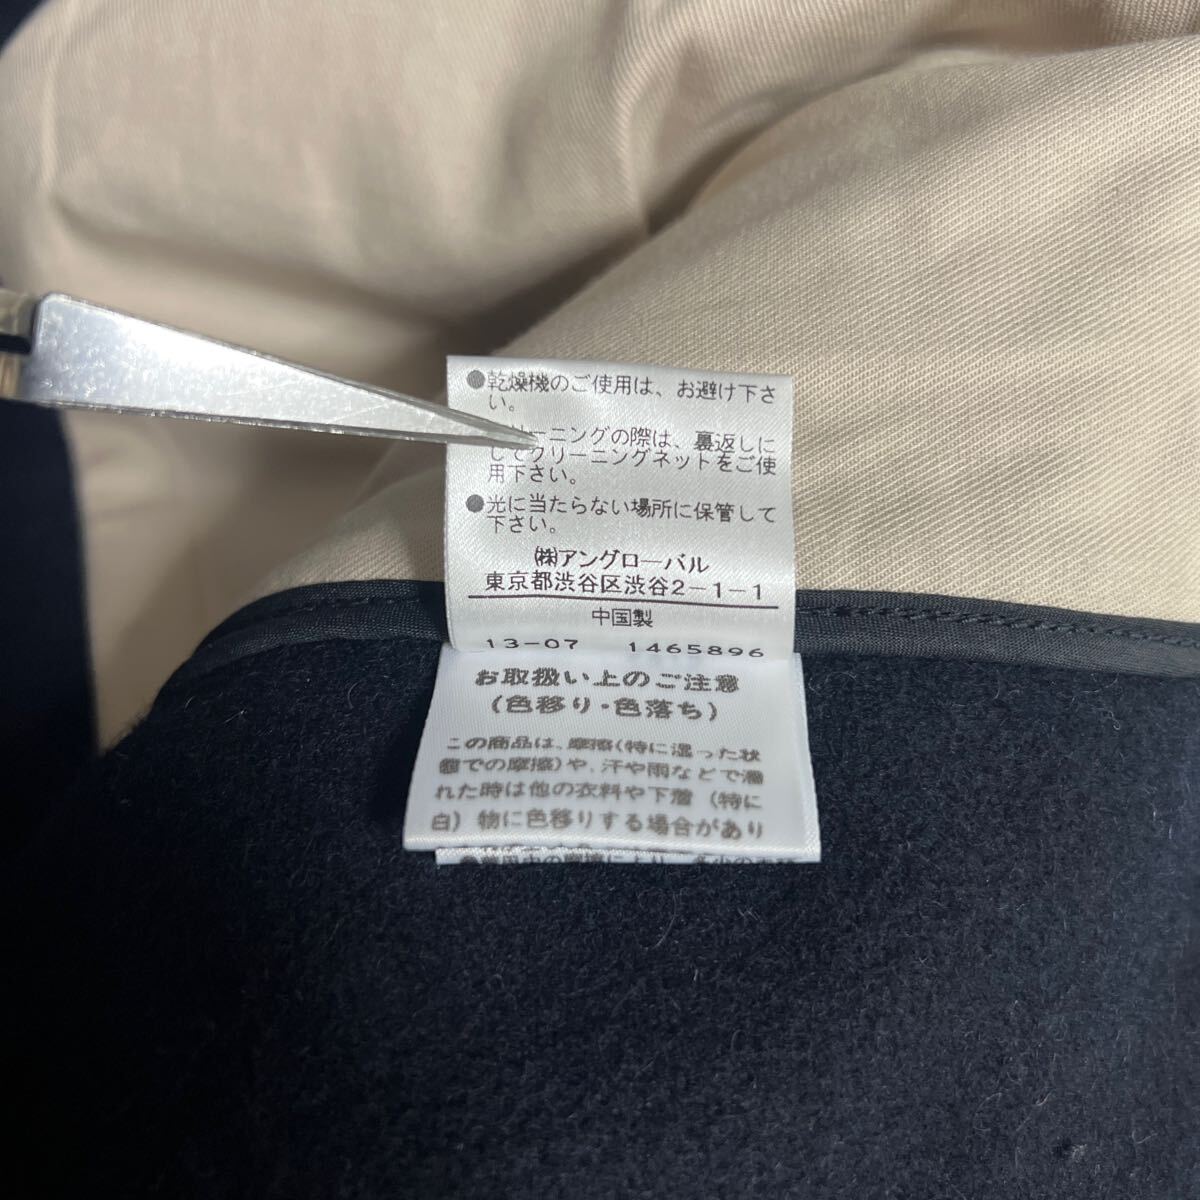 ●乾燥機のご使用は、お避け下さ
い。
ーニングの際は、裏返しに
してクリーニングネットをご使
用下さい。
●光に当たらない場所に保管して
下さい。
㈱アングローバル
東京都渋谷区渋谷2-1-1
中国製
13-07 1465896
お取扱い上のご注意
(色移り・色落ち)
この商品は、摩擦(特に湿った状
態での摩擦)や、汗や雨などで濡
れた時は他の衣料や下着(特に
白)物に色移りする場合があり